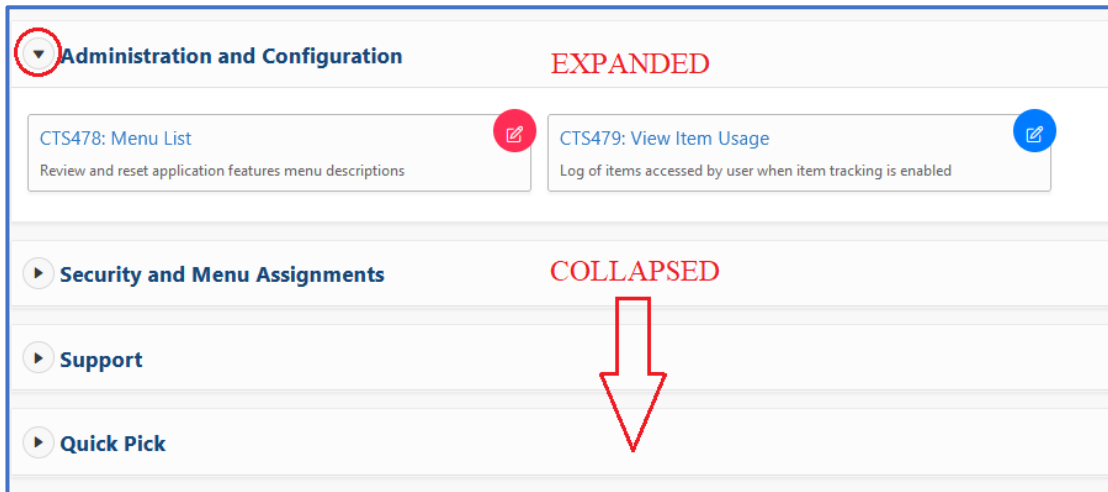 Administration and Configuration
EXPANDED
CTS478: Menu List
Review and reset application features menu descriptions
CTS479: View Item Usage
Log of items accessed by user when item tracking is enabled
Security and Menu Assignments
COLLAPSED
Support
Quick Pick